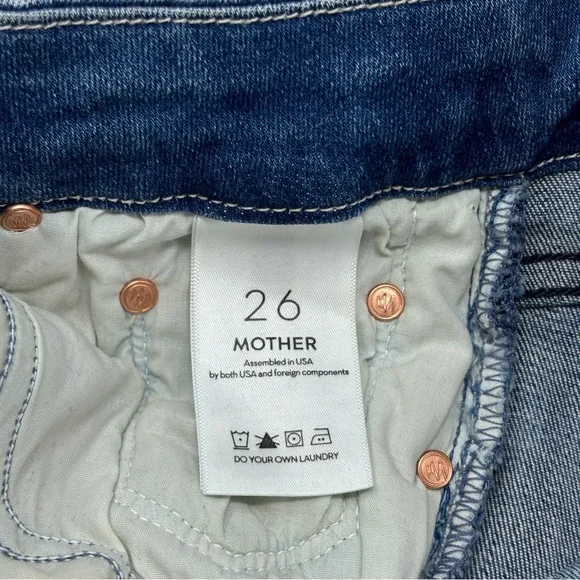 26
MOTHER
Assembled in USA
by both USA and foreign components
DO YOUR OWN LAUNDRY